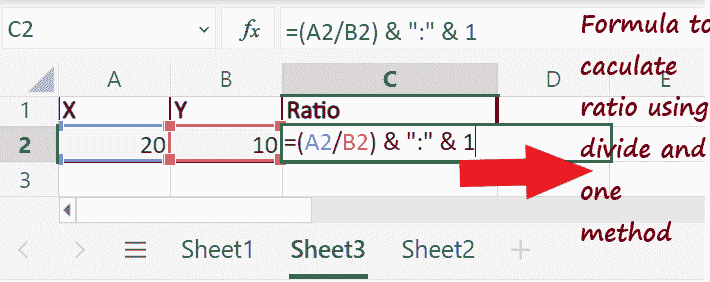 C2 fx =(A2/B2) & ":" & 1
A B C D E
1 X Y Ratio
2 20 10 =(A2/B2) & ":" & 1
3
Sheet1 Sheet3 Sheet2
Formula to
caculate
ratio using
divide and
one
method